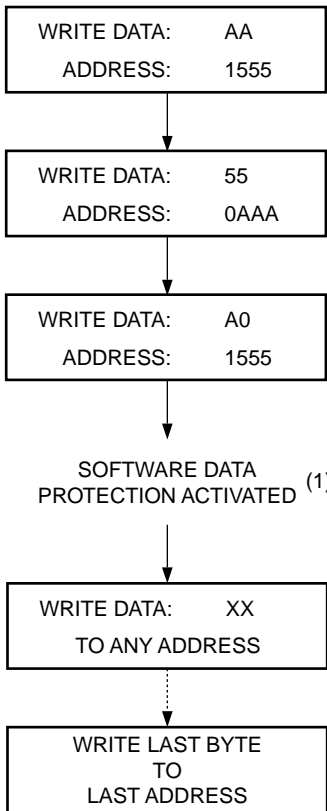 WRITE DATA: AA
ADDRESS: 1555
WRITE DATA: 55
ADDRESS: 0AAA
WRITE DATA: A0
ADDRESS: 1555
SOFTWARE DATA
PROTECTION ACTIVATED (1)
WRITE DATA: XX
TO ANY ADDRESS
WRITE LAST BYTE
TO
LAST ADDRESS